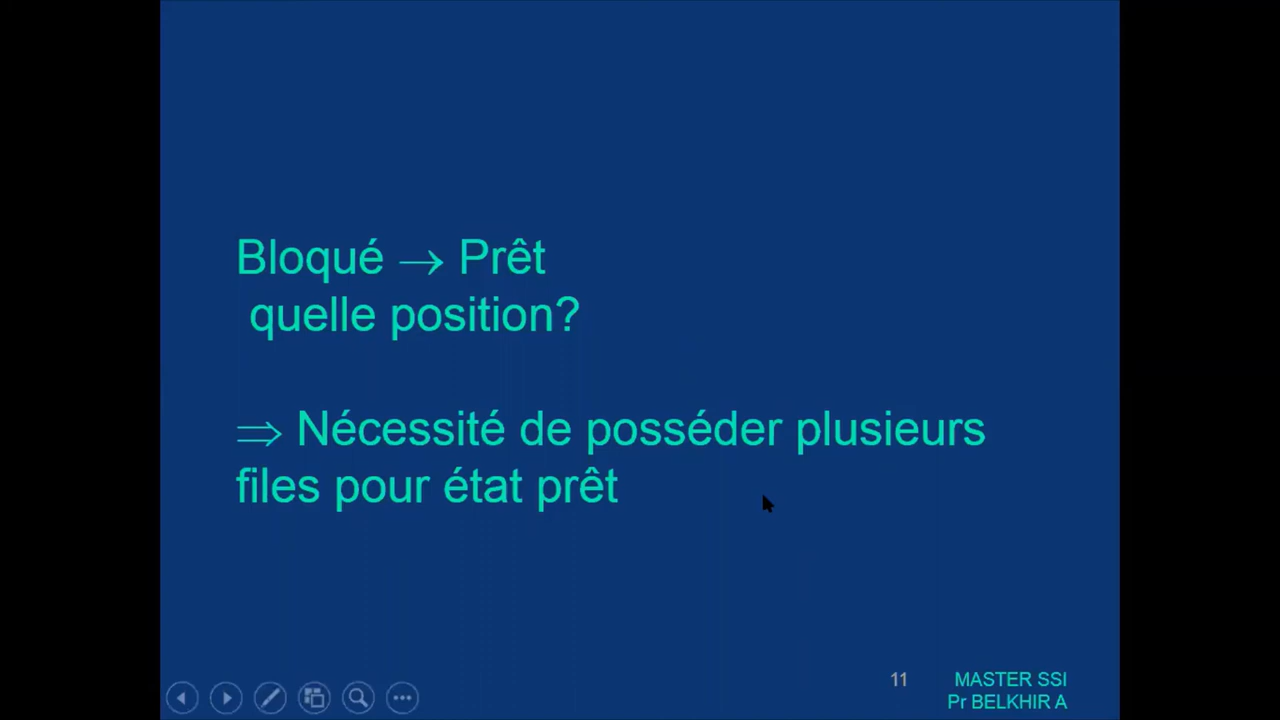 Bloqué → Prêt
quelle position?
⇒ Nécessité de posséder plusieurs
files pour état prêt
11
MASTER SSI
Pr BELKHIR A